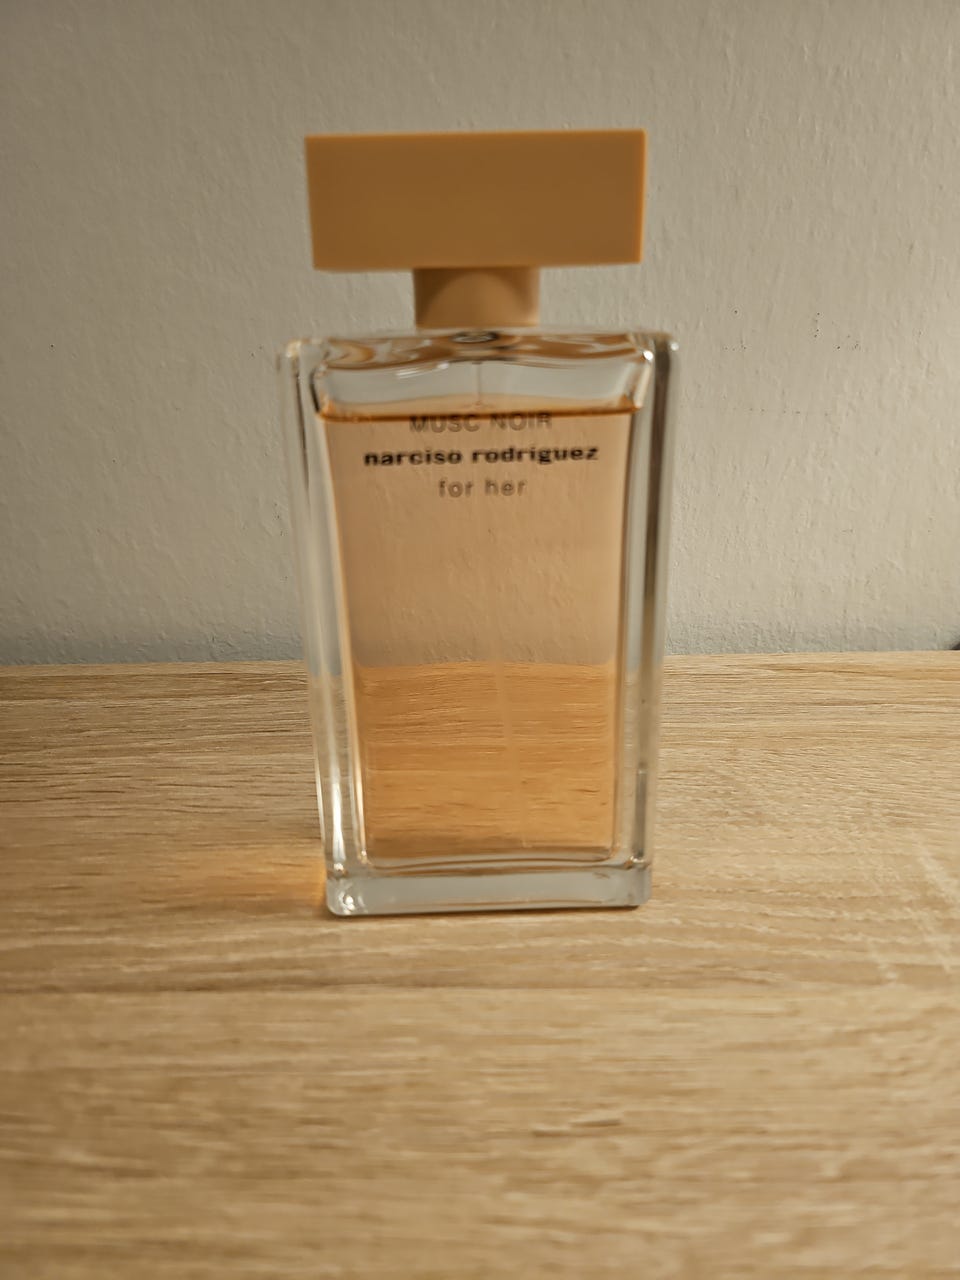 MUSC NOIR
narciso rodriguez
for her